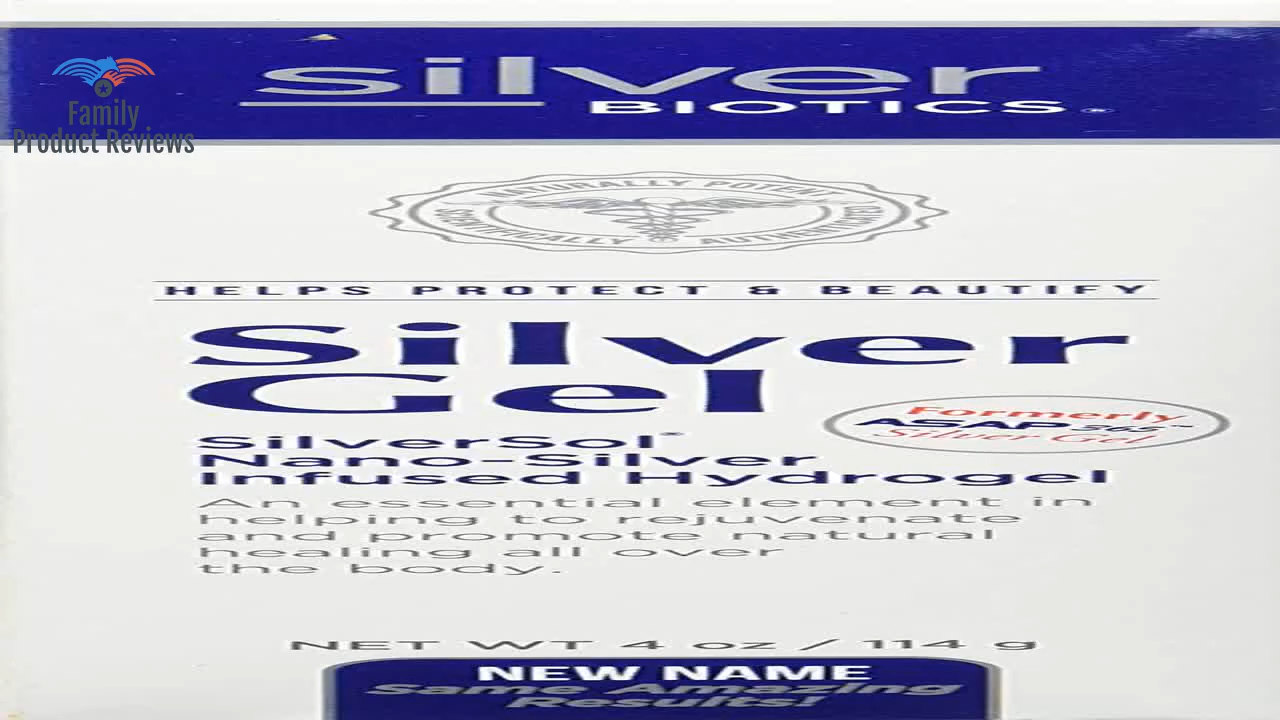 silver
BIOTICS®
Family
Product Reviews
NATURALLY POTENT
SCIENTIFICALLY AUTHENTICATED
HELPS PROTECT & BEAUTIFY
Silver
Gel
Formerly
ASAP 365™
Silver Gel
SilverSol®
Nano-Silver
Infused Hydrogel
An essential element in
helping to rejuvenate
and promote natural
healing all over
the body.
NET WT 4 oz / 114 g
NEW NAME
Same Amazing
Results!